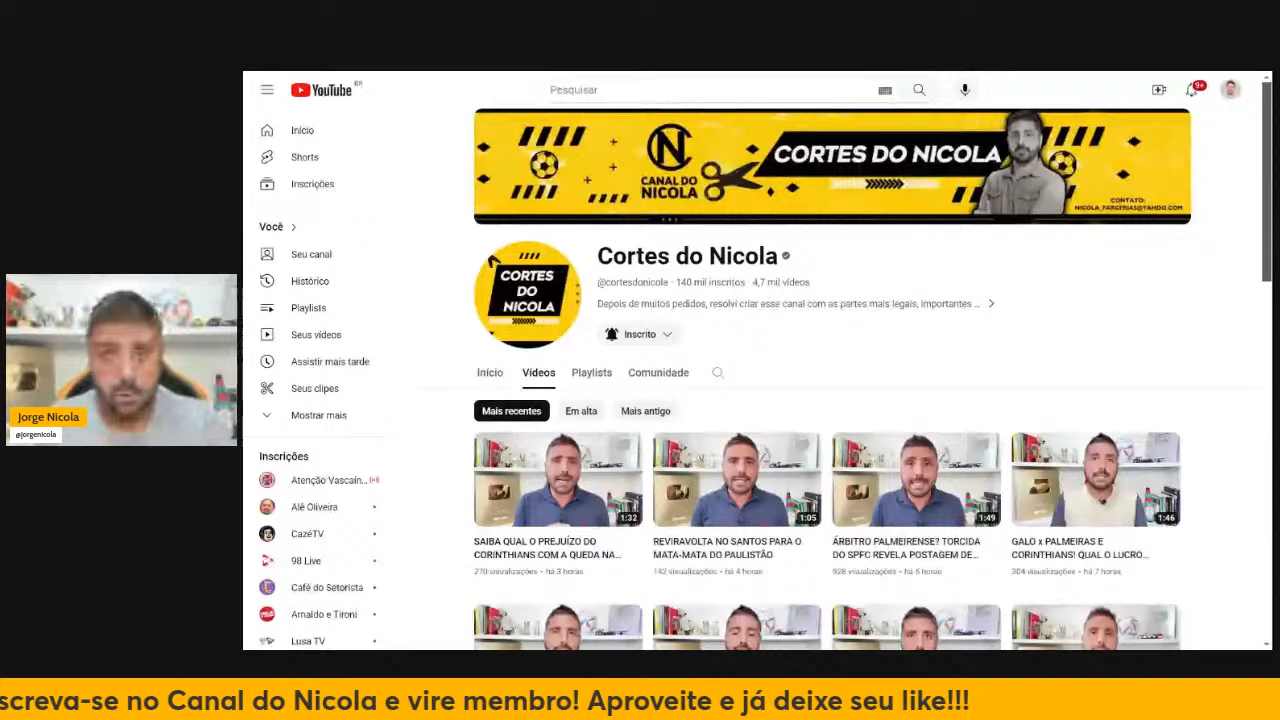 YouTube BR
Pesquisar
9+
Início
Shorts
Inscrições
Você
Seu canal
Histórico
Playlists
Seus vídeos
Assistir mais tarde
Seus clipes
Mostrar mais
Inscrições
Atenção Vascaín...
Alê Oliveira
CazéTV
98 Live
Café do Setorista
Arnaldo e Tironi
Lusa TV
CANAL DO
NICOLA
CORTES DO NICOLA
CONTATO:
NICOLA_PARCERIAS@YAHOO.COM
CORTES
DO
NICOLA
Cortes do Nicola
@cortesdonicola · 140 mil inscritos · 4,7 mil vídeos
Depois de muitos pedidos, resolvi criar esse canal com as partes mais legais, importantes ...
Inscrito
Início Vídeos Playlists Comunidade
Mais recentes Em alta Mais antigo
1:32
SAIBA QUAL O PREJUÍZO DO
CORINTHIANS COM A QUEDA NA...
270 visualizações • há 3 horas
1:05
REVIRAVOLTA NO SANTOS PARA O
MATA-MATA DO PAULISTÃO
142 visualizações • há 4 horas
1:49
ÁRBITRO PALMEIRENSE? TORCIDA
DO SPFC REVELA POSTAGEM DE...
928 visualizações • há 6 horas
1:46
GALO x PALMEIRAS E
CORINTHIANS! QUAL O LUCRO...
304 visualizações • há 7 horas
Jorge Nicola
@jorgenicola
screva-se no Canal do Nicola e vire membro! Aproveite e já deixe seu like!!!